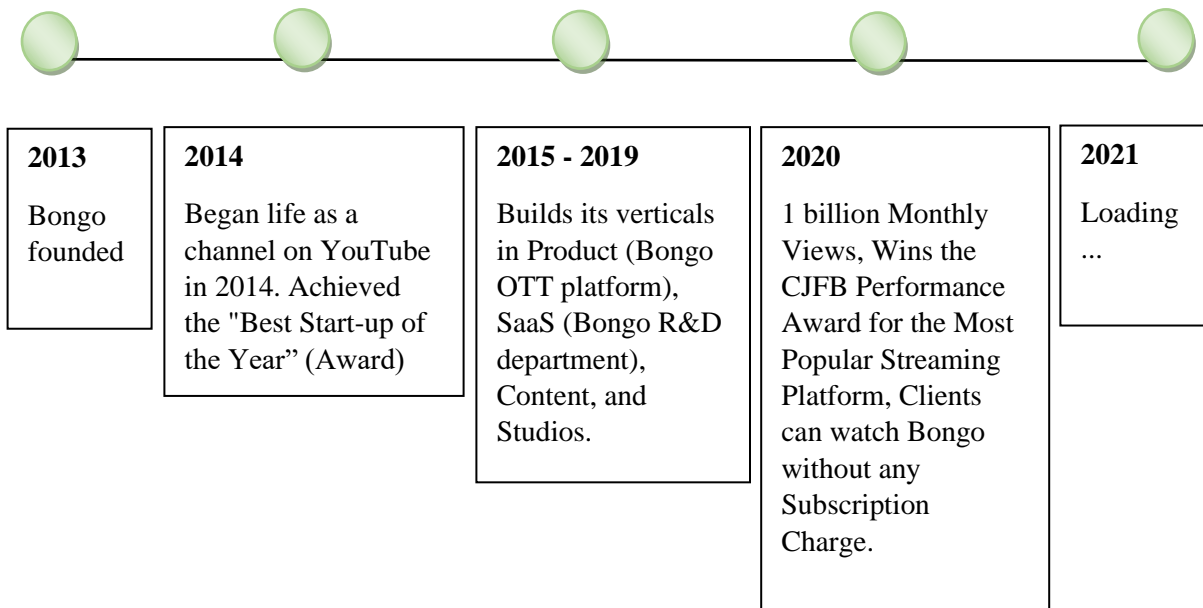 2013
Bongo
founded
2014
Began life as a
channel on YouTube
in 2014. Achieved
the "Best Start-up of
the Year” (Award)
2015 - 2019
Builds its verticals
in Product (Bongo
OTT platform),
SaaS (Bongo R&D
department),
Content, and
Studios.
2020
1 billion Monthly
Views, Wins the
CJFB Performance
Award for the Most
Popular Streaming
Platform, Clients
can watch Bongo
without any
Subscription
Charge.
2021
Loading
...